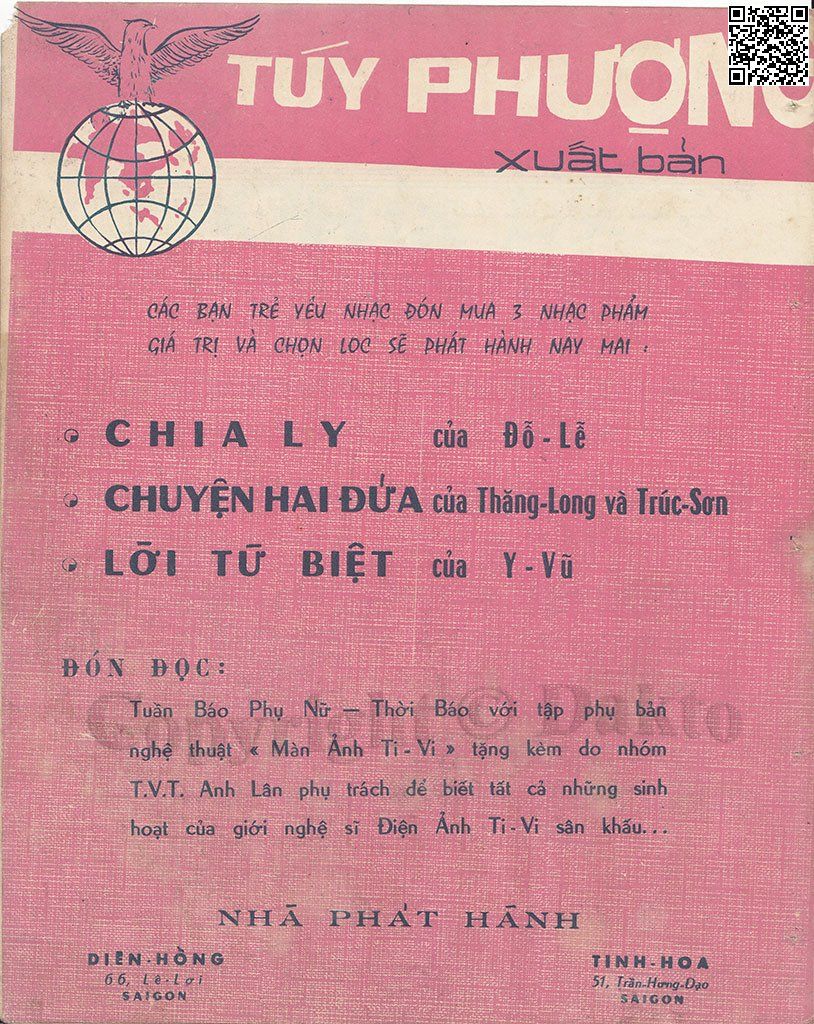 TÚY PHƯỢNG
xuất bản
CÁC BẠN TRẺ YÊU NHẠC ĐÓN MUA 3 NHẠC PHẨM
GIÁ TRỊ VÀ CHỌN LOC SẼ PHÁT HÀNH NAY MAI :
CHIA LY của Đỗ - Lễ
CHUYỆN HAI ĐỨA của Thăng-Long và Trúc-Sơn
LỜI TỪ BIỆT của Y - Vũ
ĐÓN ĐỌC:
Tuần Báo Phụ Nữ — Thời Báo với tập phụ bản
nghệ thuật « Màn Ảnh Ti - Vi » tặng kèm do nhóm
T.V.T. Anh Lân phụ trách để biết tất cả những sinh
hoạt của giới nghệ sĩ Điện Ảnh Ti - Vi sân khấu...
Copyright © Dakto
NHÀ PHÁT HÀNH
DIÊN-HỒNG
66, Lê-Lợi
SAIGON
TINH-HOA
51, Trần-Hưng-Đạo
SAIGON